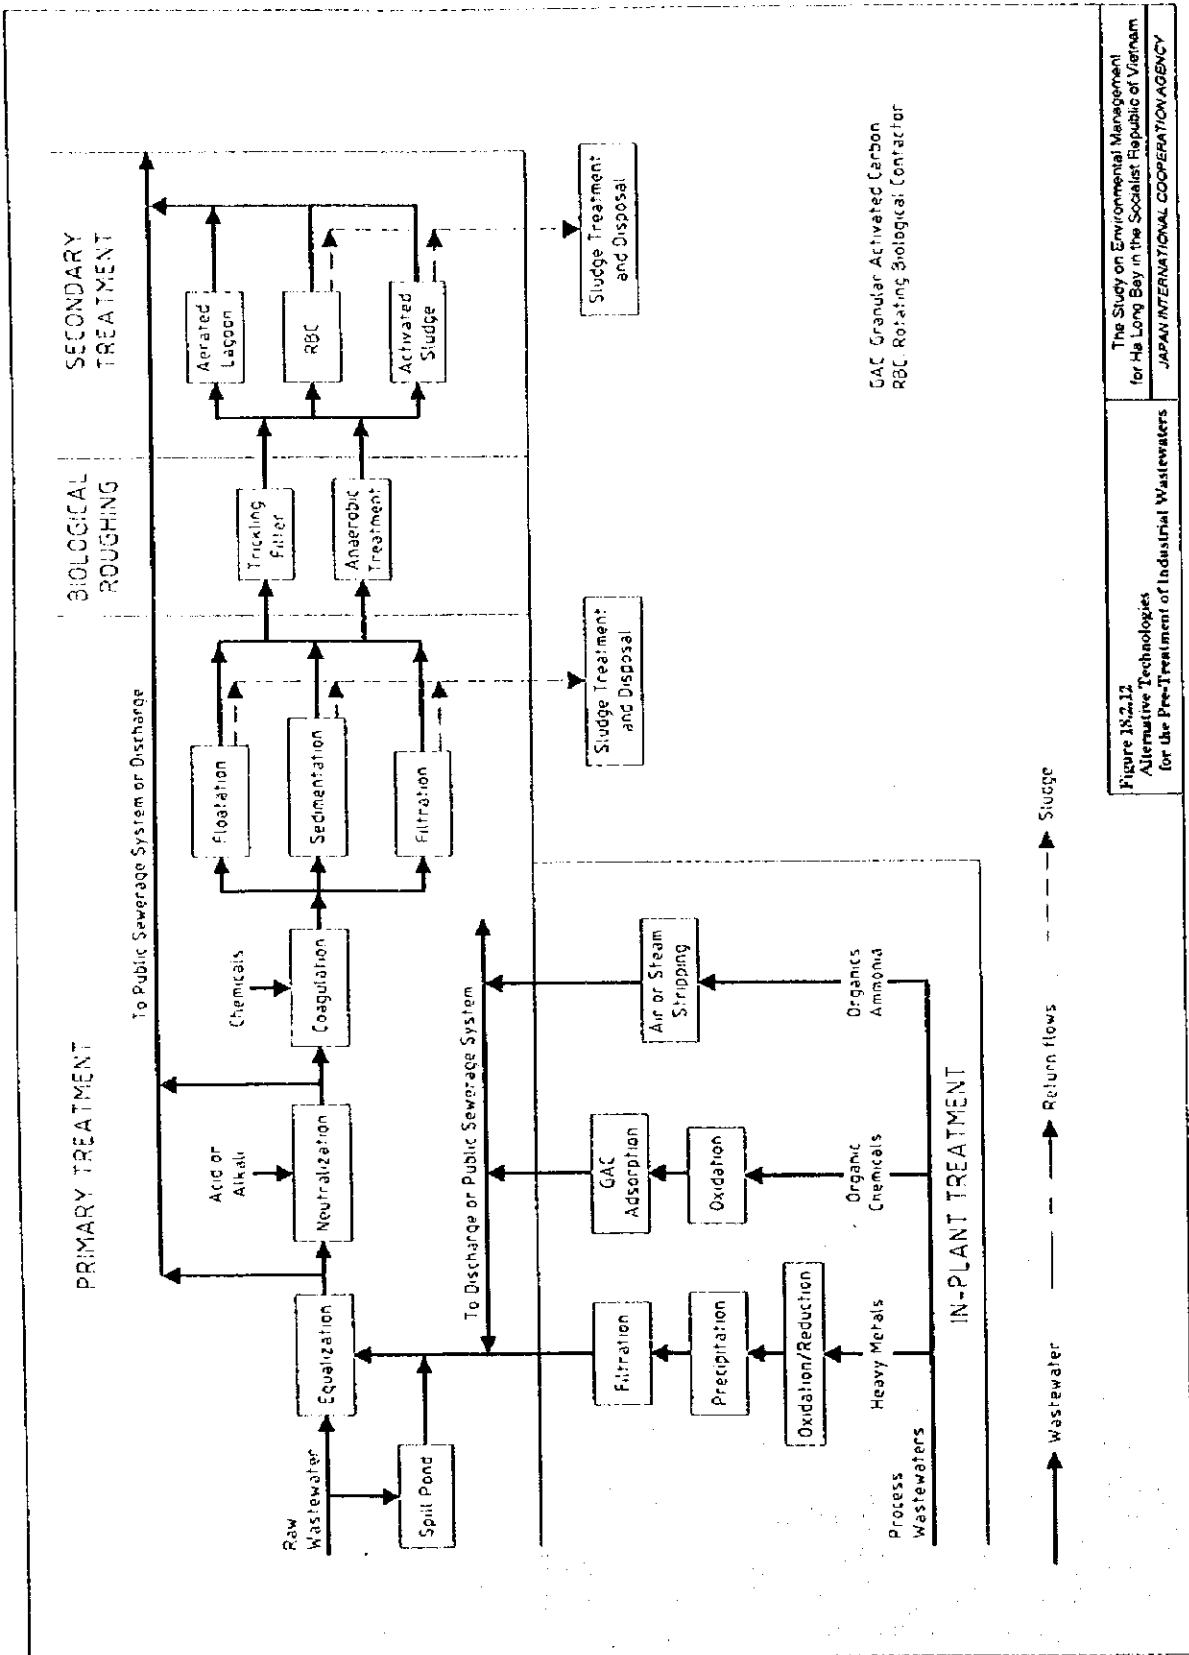 PRIMARY TREATMENT
BIOLOGICAL
ROUGHING
SECONDARY
TREATMENT
To Public Sewerage System or Discharge
Raw
Wastewater
Equalization
Spill Pond
Acid or
Alkali
Neutralization
Chemicals
Coagulation
Floatation
Sedimentation
Filtration
Trickling
Filter
Anaerobic
Treatment
Aerated
Lagoon
RBC
Activated
Sludge
Sludge Treatment
and Disposal
Sludge Treatment
and Disposal
To Discharge or Public Sewerage System
Filtration
Precipitation
Oxidation/Reduction
Heavy Metals
GAC
Adsorption
Oxidation
Organic
Chemicals
Air or Steam
Stripping
Organics
Ammonia
Process
Wastewaters
IN-PLANT TREATMENT
GAC: Granular Activated Carbon
RBC: Rotating Biological Contactor
Wastewater
Return flows
Sludge
Figure 18.2.12
Alternative Technologies
for the Pre-Treatment of Industrial Wastewaters
The Study on Environmental Management
for Ha Long Bay in the Socialist Republic of Vietnam
JAPAN INTERNATIONAL COOPERATION AGENCY